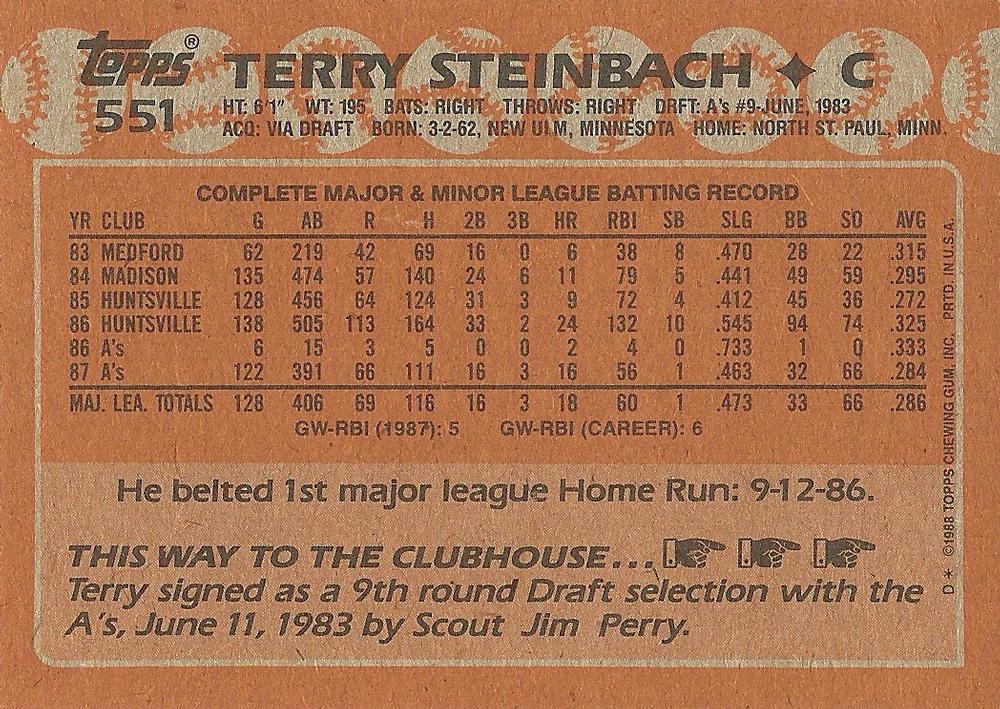 Topps® TERRY STEINBACH ✦ C
551 HT: 6'1" WT: 195 BATS: RIGHT THROWS: RIGHT DRFT: A's #9-JUNE, 1983
ACQ: VIA DRAFT BORN: 3-2-62, NEW ULM, MINNESOTA HOME: NORTH ST. PAUL, MINN.
COMPLETE MAJOR & MINOR LEAGUE BATTING RECORD
YR CLUB G AB R H 2B 3B HR RBI SB SLG BB SO AVG
83 MEDFORD 62 219 42 69 16 0 6 38 8 .470 28 22 .315
84 MADISON 135 474 57 140 24 6 11 79 5 .441 49 59 .295
85 HUNTSVILLE 128 456 64 124 31 3 9 72 4 .412 45 36 .272
86 HUNTSVILLE 138 505 113 164 33 2 24 132 10 .545 94 74 .325
86 A's 6 15 3 5 0 0 2 4 0 .733 1 0 .333
87 A's 122 391 66 111 16 3 16 56 1 .463 32 66 .284
MAJ. LEA. TOTALS 128 406 69 116 16 3 18 60 1 .473 33 66 .286
GW-RBI (1987): 5 GW-RBI (CAREER): 6
He belted 1st major league Home Run: 9-12-86.
THIS WAY TO THE CLUBHOUSE...
Terry signed as a 9th round Draft selection with the
A's, June 11, 1983 by Scout Jim Perry.
D * ©1988 TOPPS CHEWING GUM, INC. PRTD. IN U.S.A.